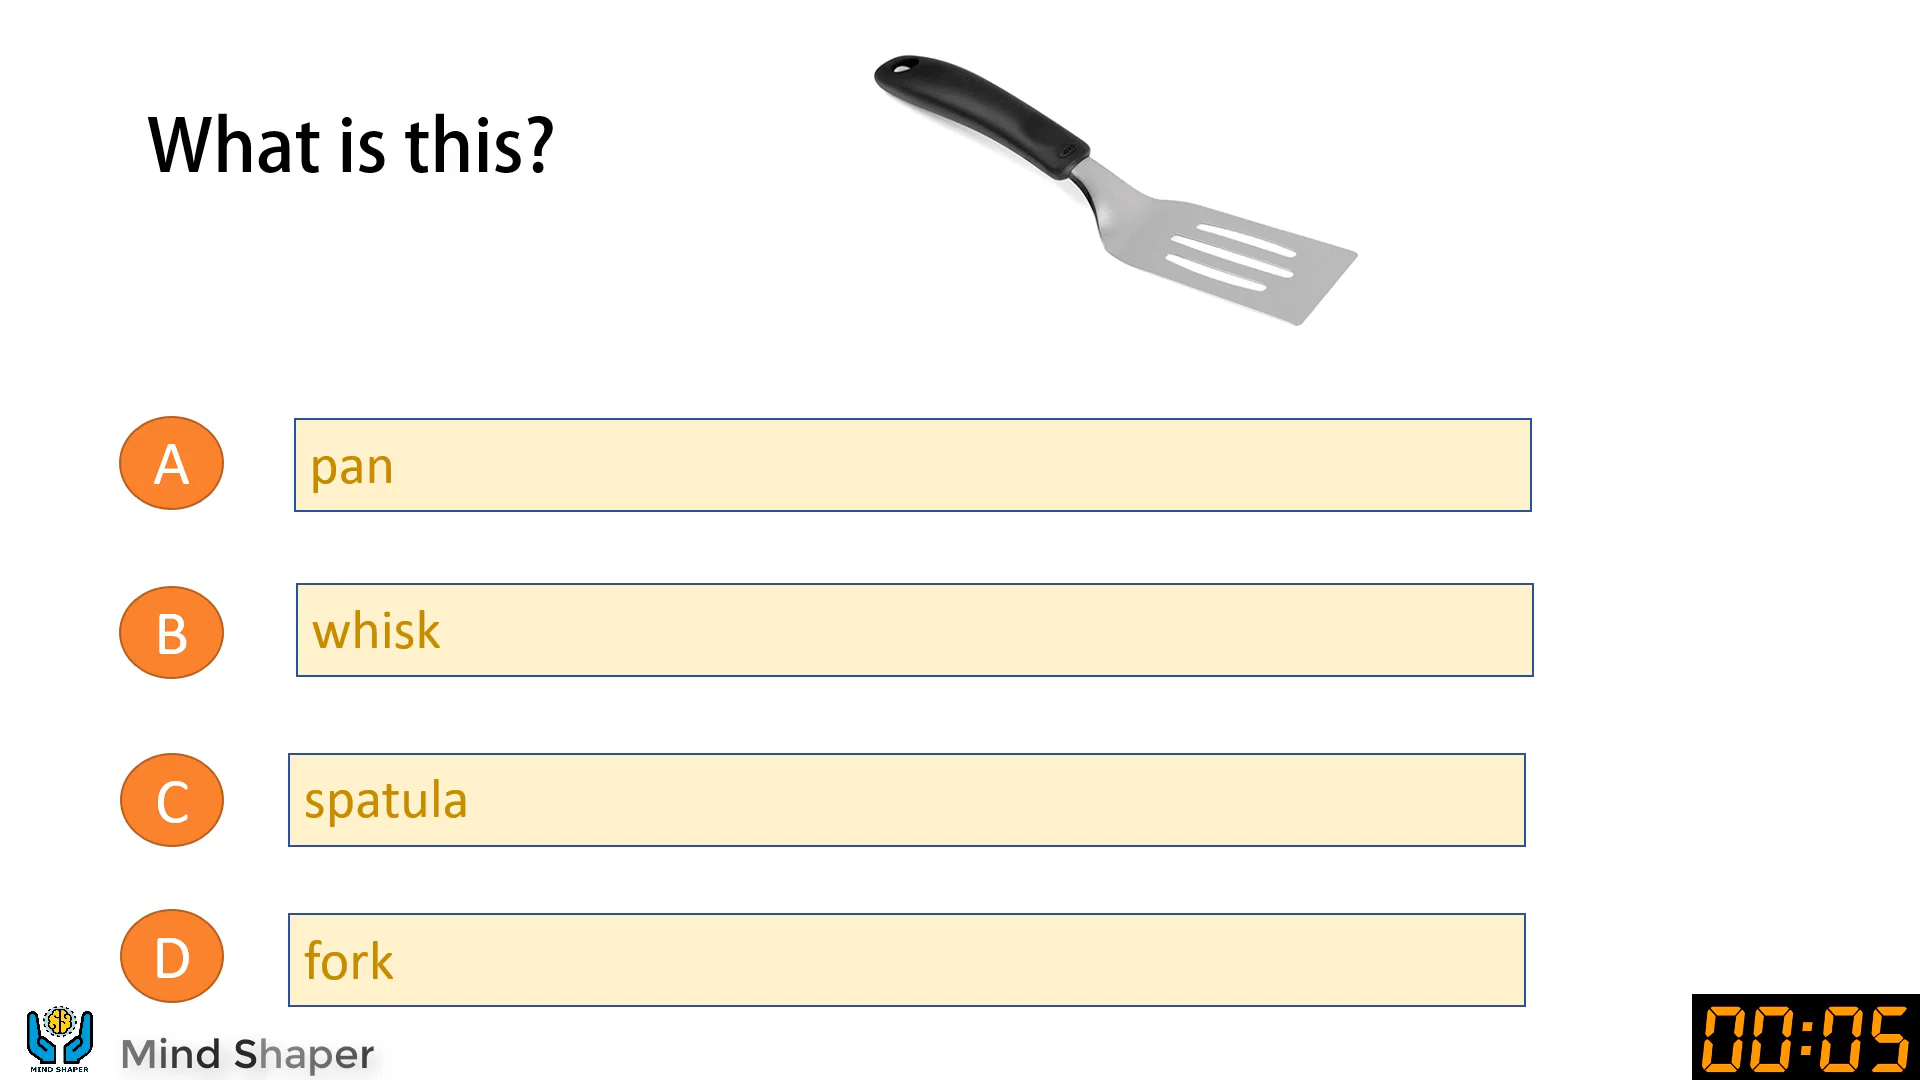 What is this?
A
pan
B
whisk
C
spatula
D
fork
MIND SHAPER
Mind Shaper
00:05